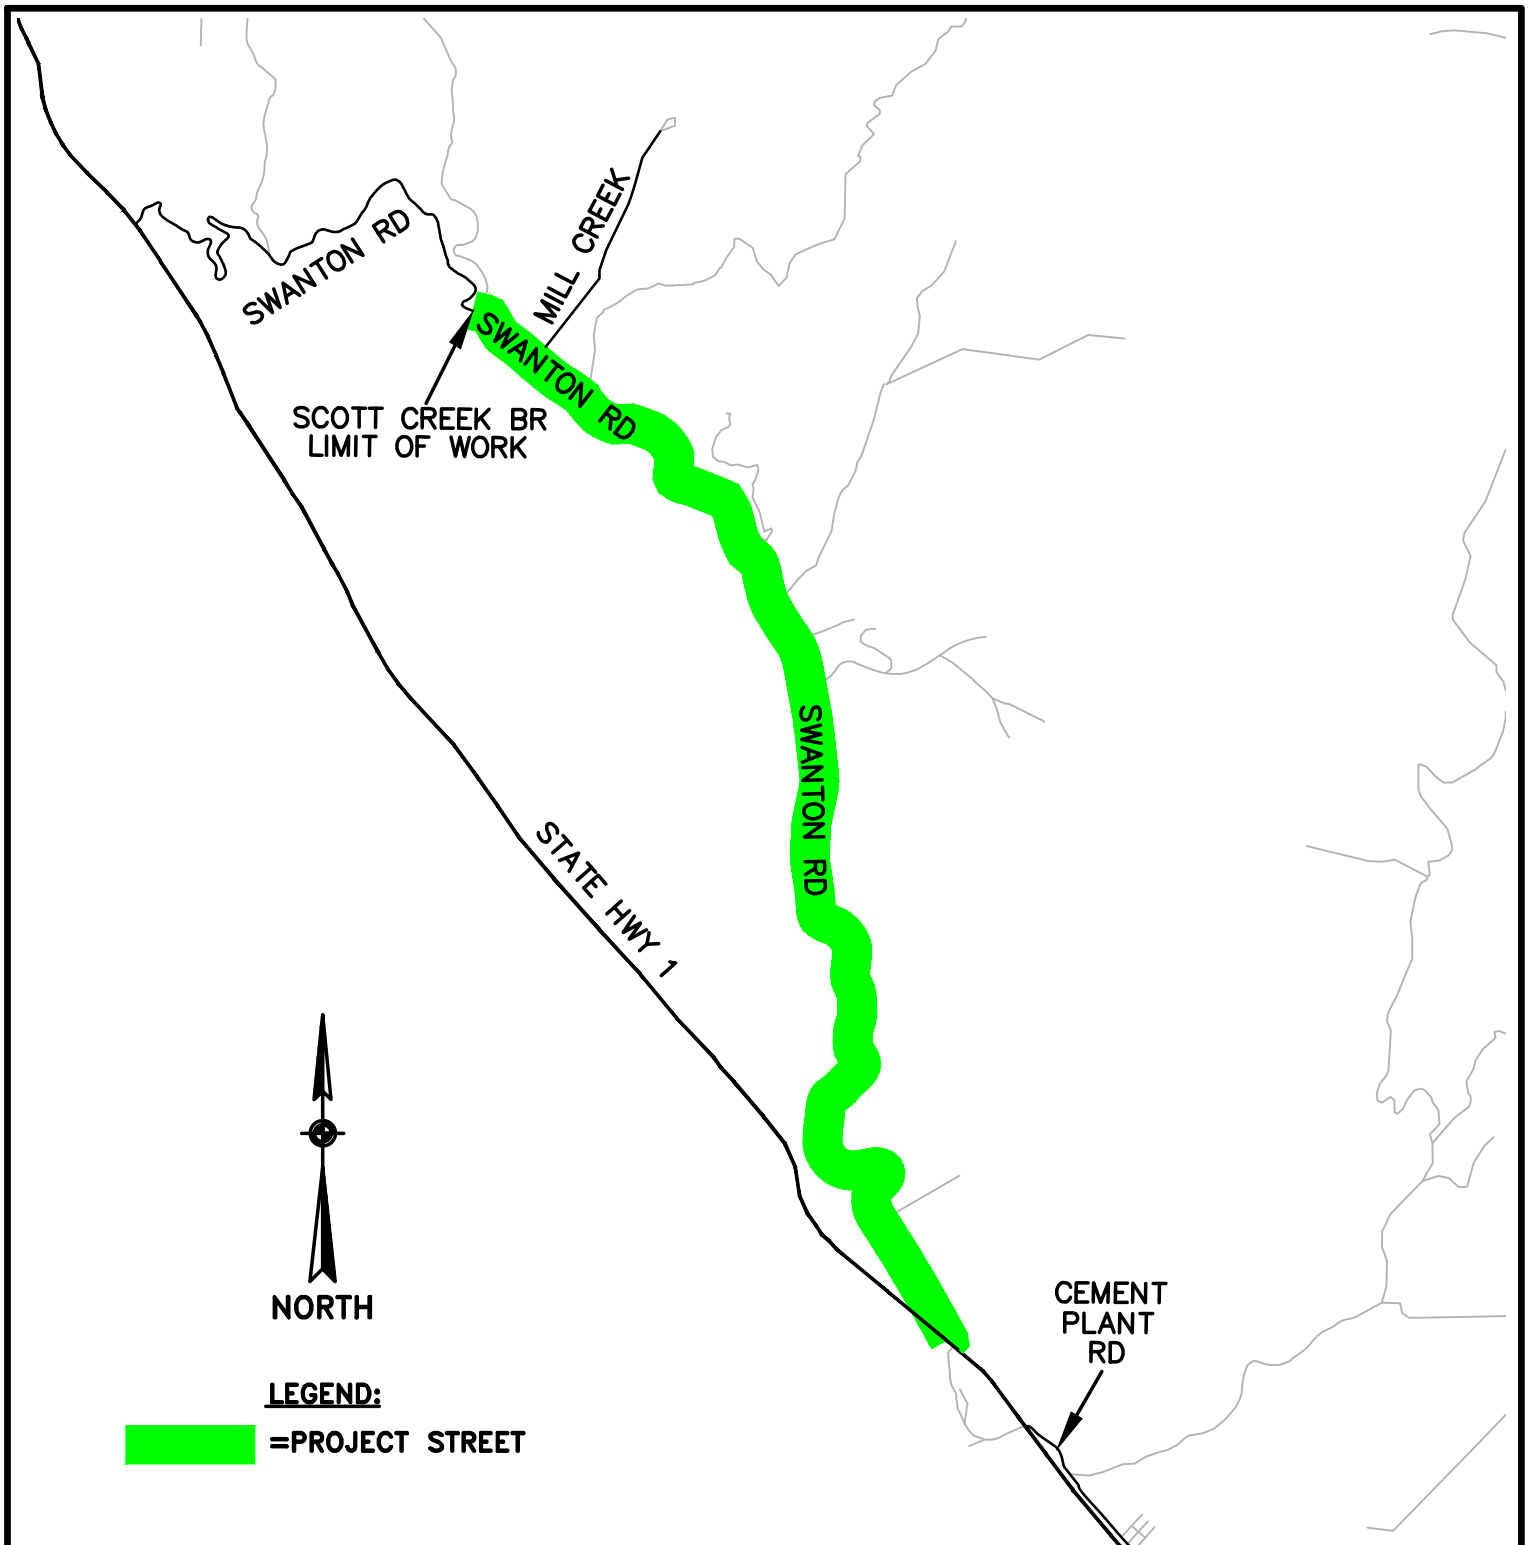 SWANTON RD
MILL CREEK
SWANTON RD
SCOTT CREEK BR
LIMIT OF WORK
SWANTON RD
STATE HWY 1
NORTH
CEMENT
PLANT
RD
LEGEND:
=PROJECT STREET